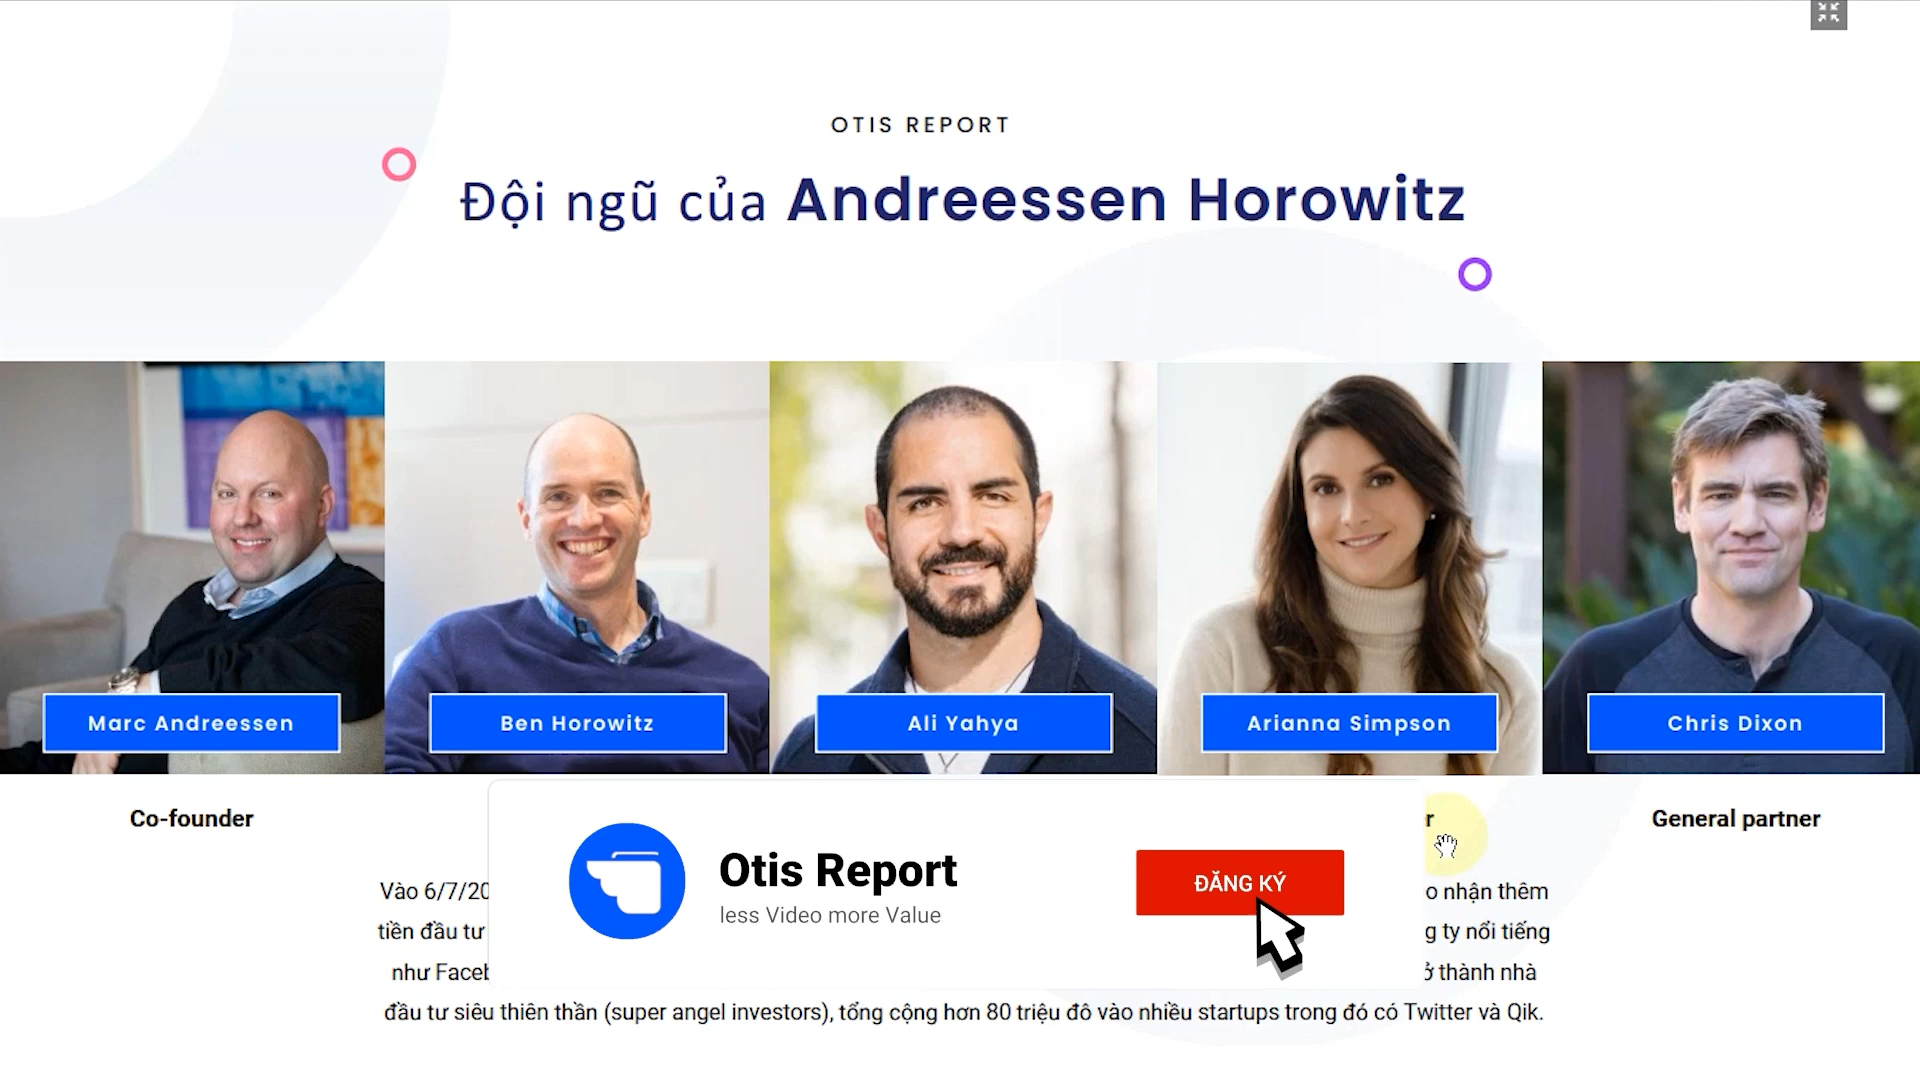 OTIS REPORT
Đội ngũ của Andreessen Horowitz
Marc Andreessen
Ben Horowitz
Ali Yahya
Arianna Simpson
Chris Dixon
Co-founder
General partner
Otis Report
less Video more Value
ĐĂNG KÝ
Vào 6/7/20 nhận thêm
tiền đầu tư ty nổi tiếng
như thành nhà
đầu tư siêu thiên thần (super angel investors), tổng cộng hơn 80 triệu đô vào nhiều startups trong đó có Twitter và Qik.